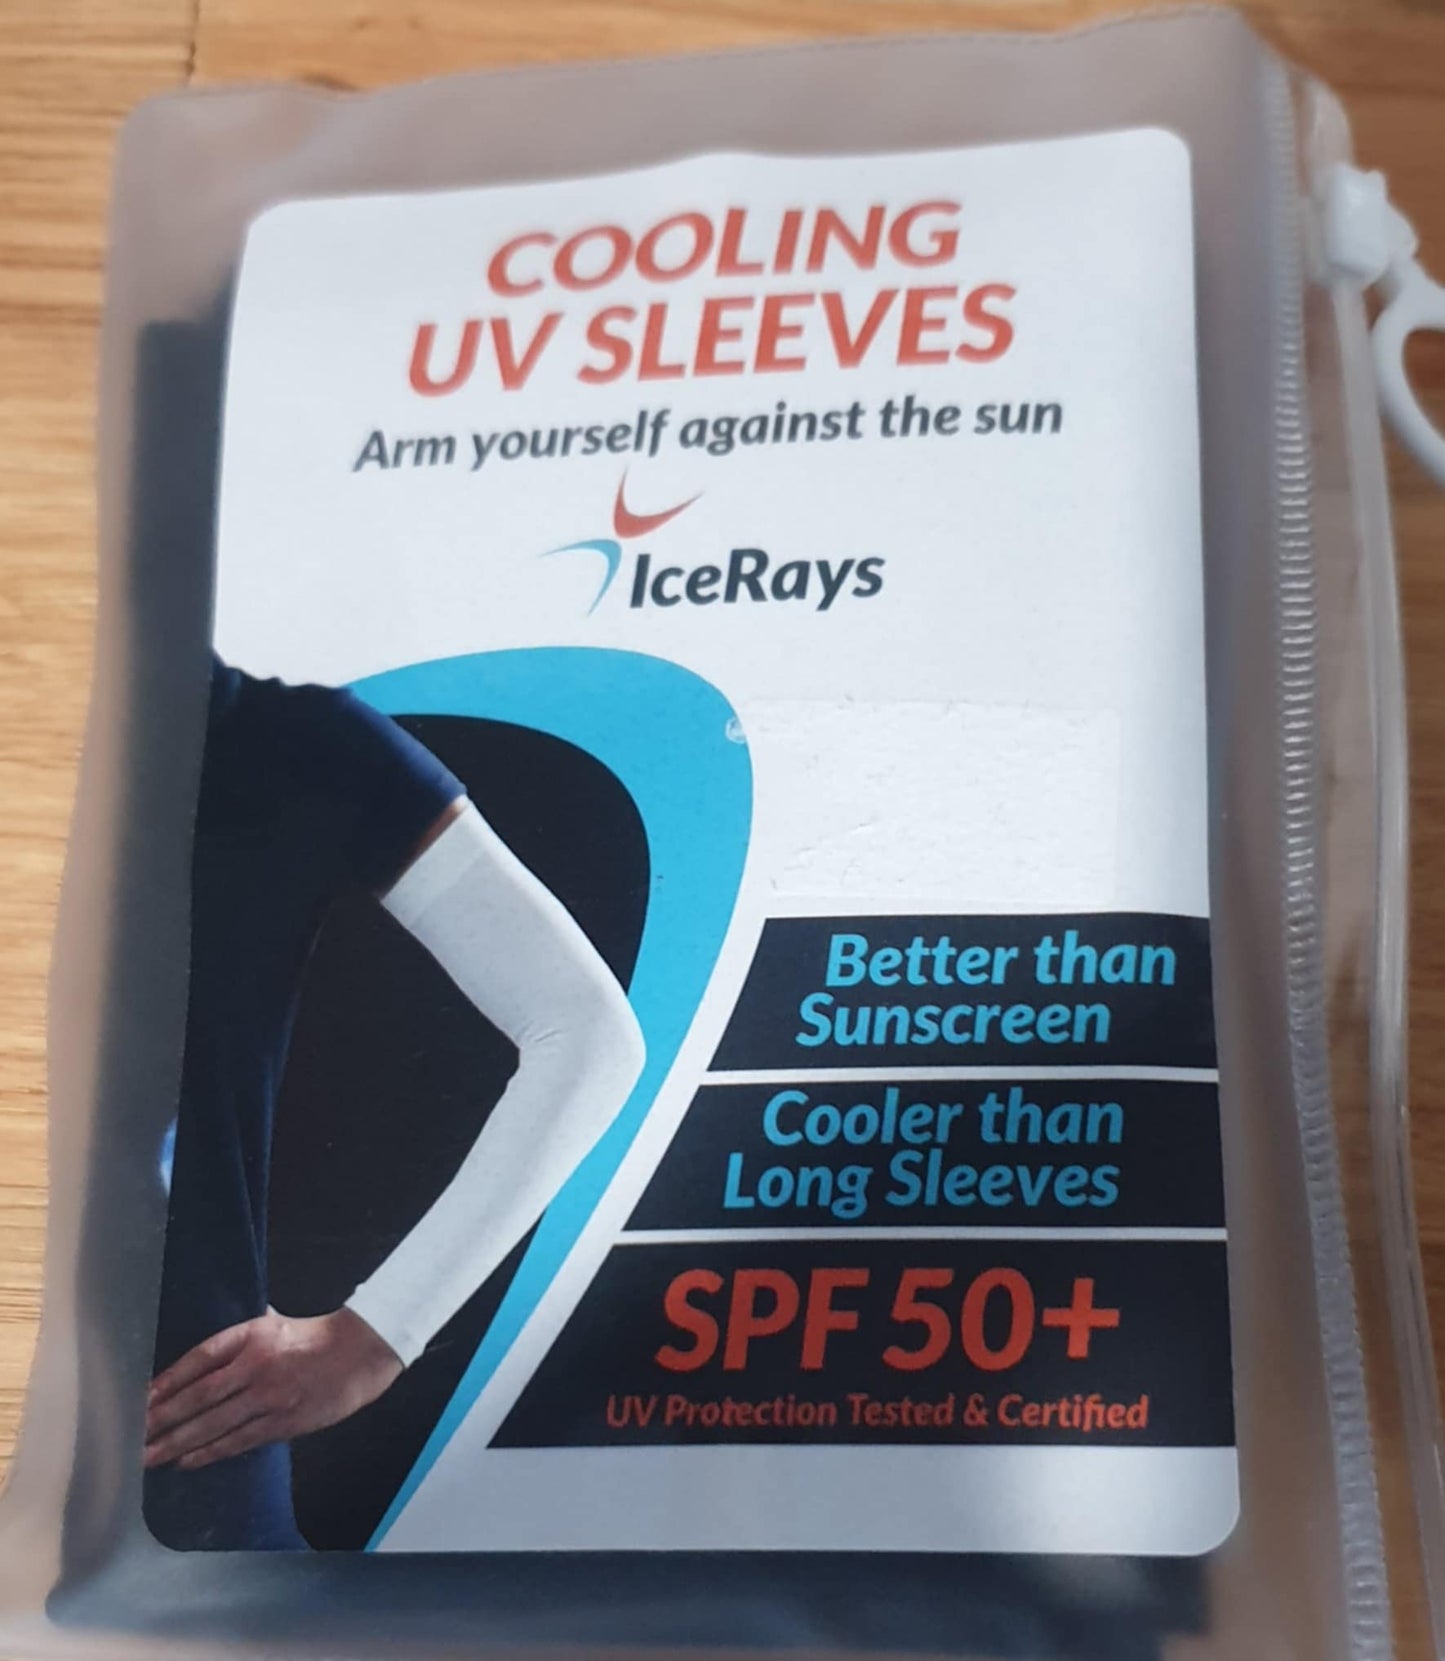 COOLING
UV SLEEVES
Arm yourself against the sun
IceRays
Better than
Sunscreen
Cooler than
Long Sleeves
SPF 50+
UV Protection Tested & Certified